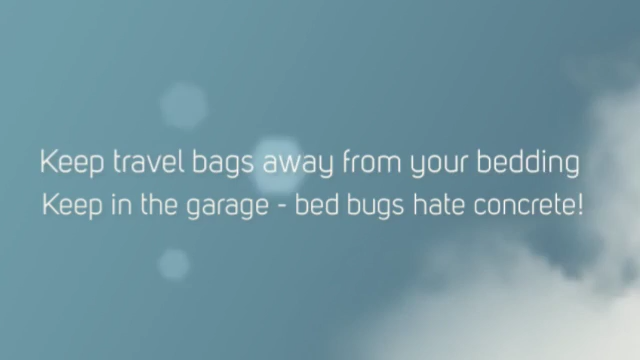 Keep travel bags away from your bedding
Keep in the garage - bed bugs hate concrete!